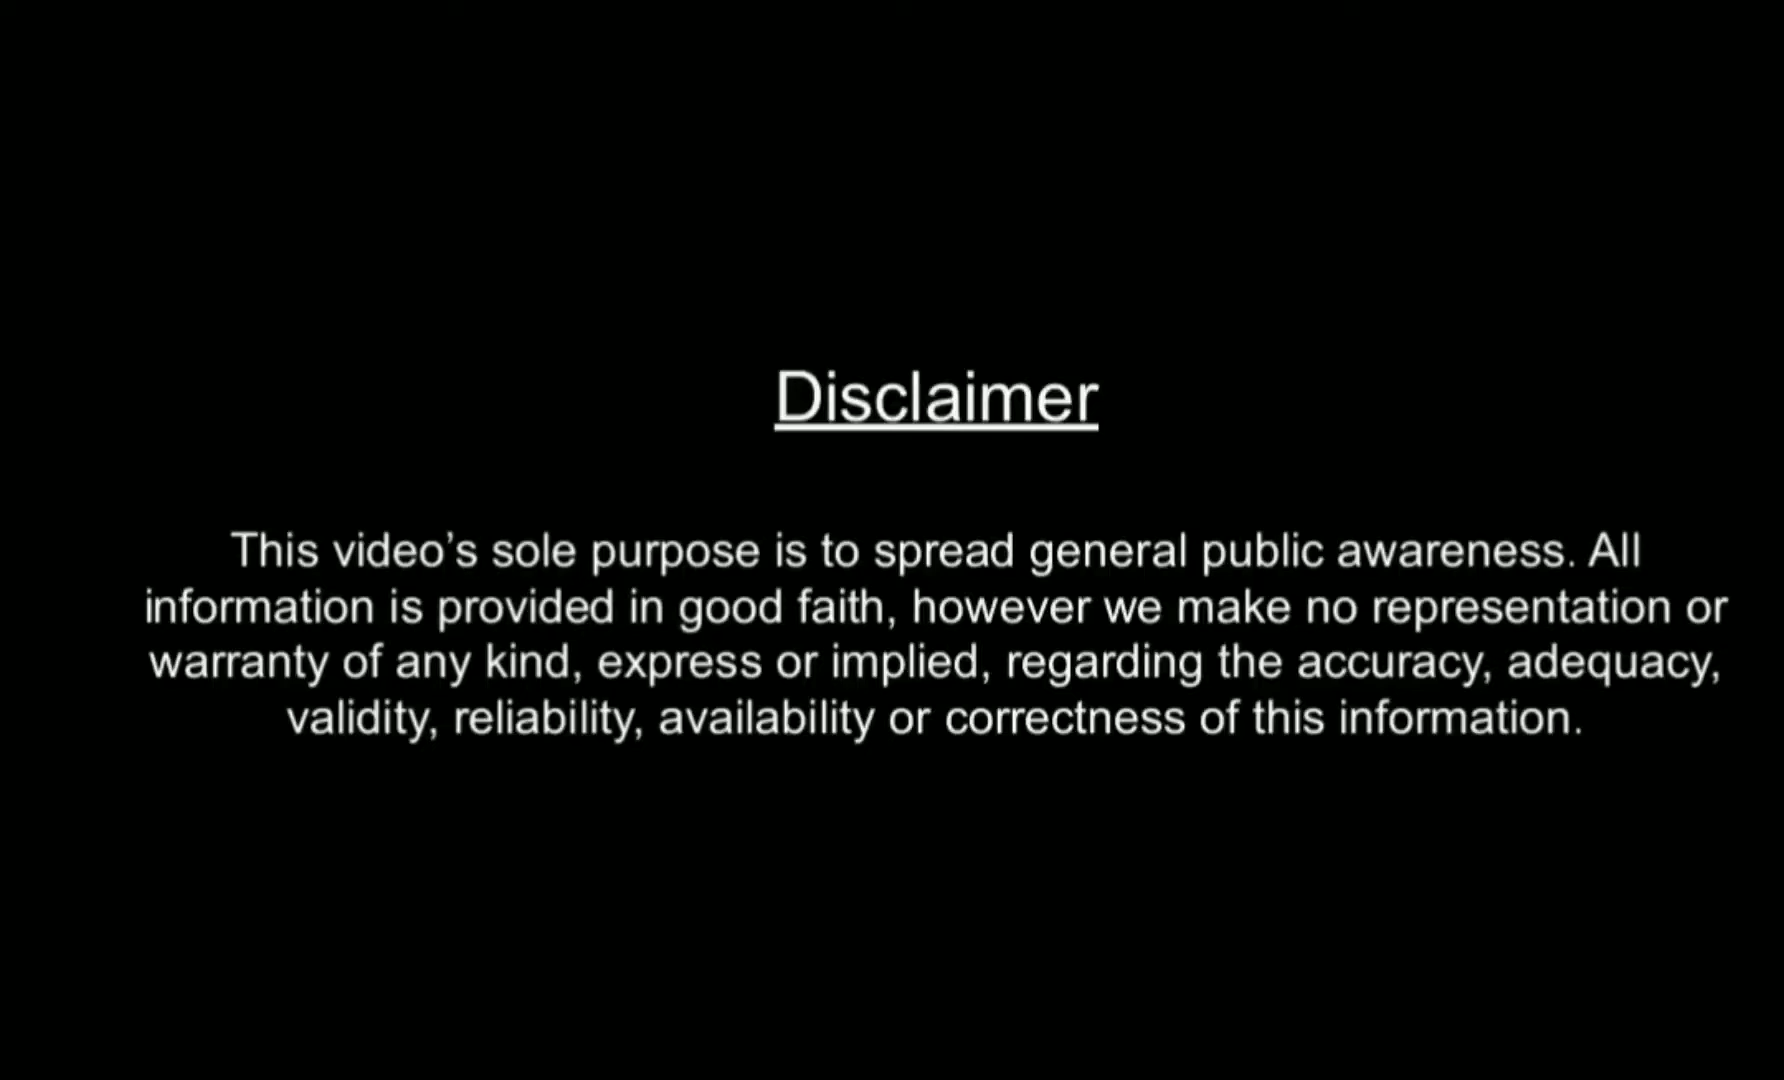 Disclaimer
This video’s sole purpose is to spread general public awareness. All
information is provided in good faith, however we make no representation or
warranty of any kind, express or implied, regarding the accuracy, adequacy,
validity, reliability, availability or correctness of this information.